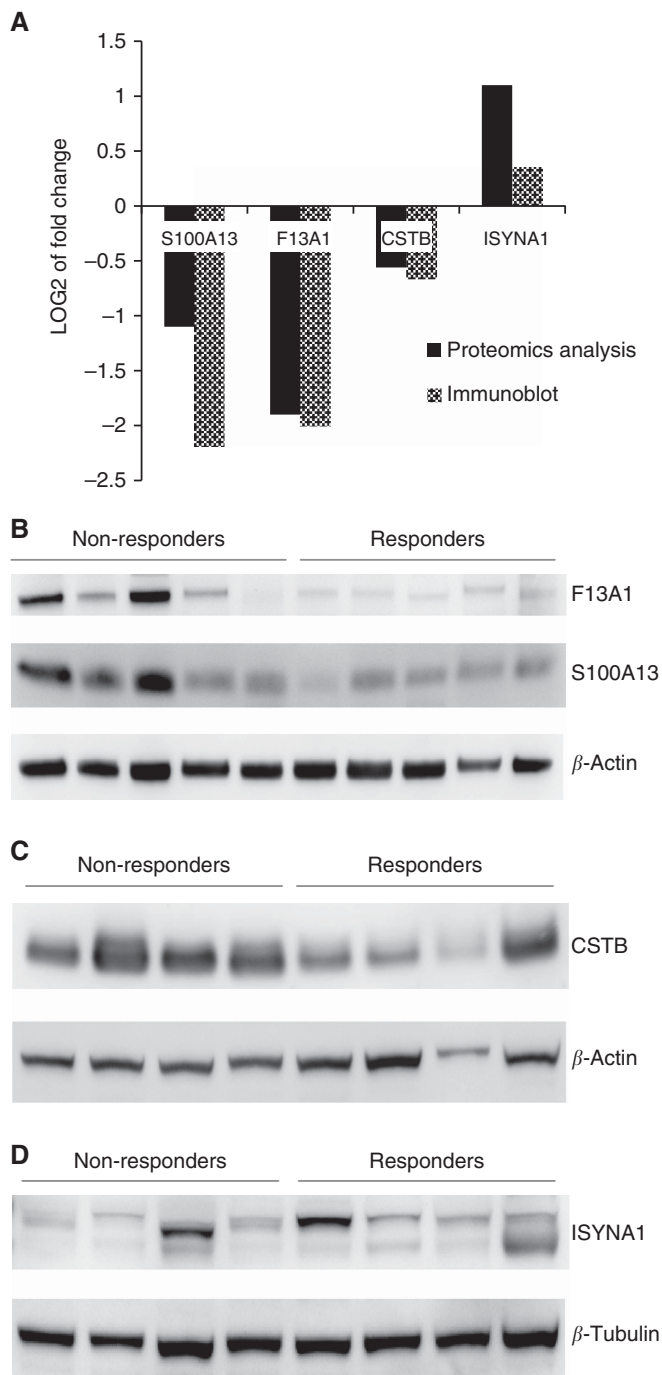 A
LOG2 of fold change
1.5
1
0.5
0
−0.5
−1
−1.5
−2
−2.5
S100A13 F13A1 CSTB ISYNA1
Proteomics analysis
Immunoblot
B
Non-responders Responders
F13A1
S100A13
β-Actin
C
Non-responders Responders
CSTB
β-Actin
D
Non-responders Responders
ISYNA1
β-Tubulin